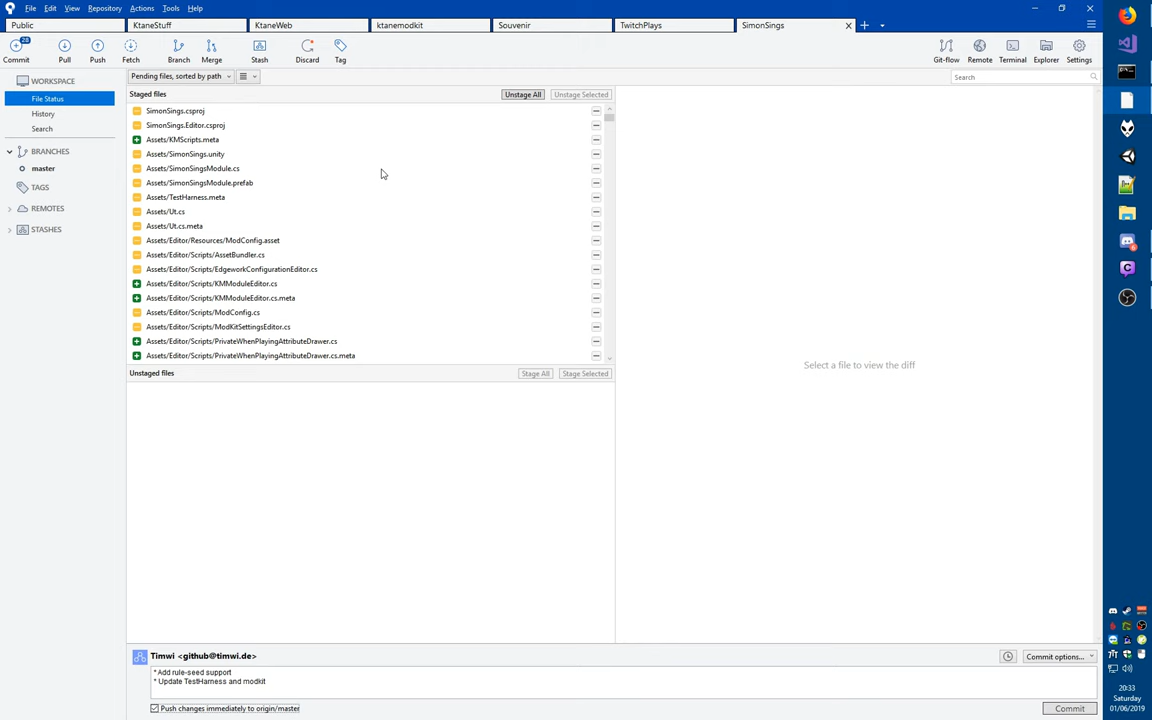 File Edit View Repository Actions Tools Help
Public KtaneStuff KtaneWeb ktanemodkit Souvenir TwitchPlays SimonSings
28
Commit Pull Push Fetch Branch Merge Stash Discard Tag Git-flow Remote Terminal Explorer Settings
Pending files, sorted by path
Search
WORKSPACE
File Status
History
Search
BRANCHES
master
TAGS
REMOTES
STASHES
Staged files Unstage All Unstage Selected
SimonSings.csproj
SimonSings.Editor.csproj
Assets/KMScripts.meta
Assets/SimonSings.unity
Assets/SimonSingsModule.cs
Assets/SimonSingsModule.prefab
Assets/TestHarness.meta
Assets/Ut.cs
Assets/Ut.cs.meta
Assets/Editor/Resources/ModConfig.asset
Assets/Editor/Scripts/AssetBundler.cs
Assets/Editor/Scripts/EdgeworkConfigurationEditor.cs
Assets/Editor/Scripts/KMModuleEditor.cs
Assets/Editor/Scripts/KMModuleEditor.cs.meta
Assets/Editor/Scripts/ModConfig.cs
Assets/Editor/Scripts/ModKitSettingsEditor.cs
Assets/Editor/Scripts/PrivateWhenPlayingAttributeDrawer.cs
Assets/Editor/Scripts/PrivateWhenPlayingAttributeDrawer.cs.meta
Unstaged files Stage All Stage Selected
Select a file to view the diff
Timwi <github@timwi.de>
Commit options...
* Add rule-seed support
* Update TestHarness and modkit
Push changes immediately to origin/master
Commit
20:33
Saturday
01/06/2019